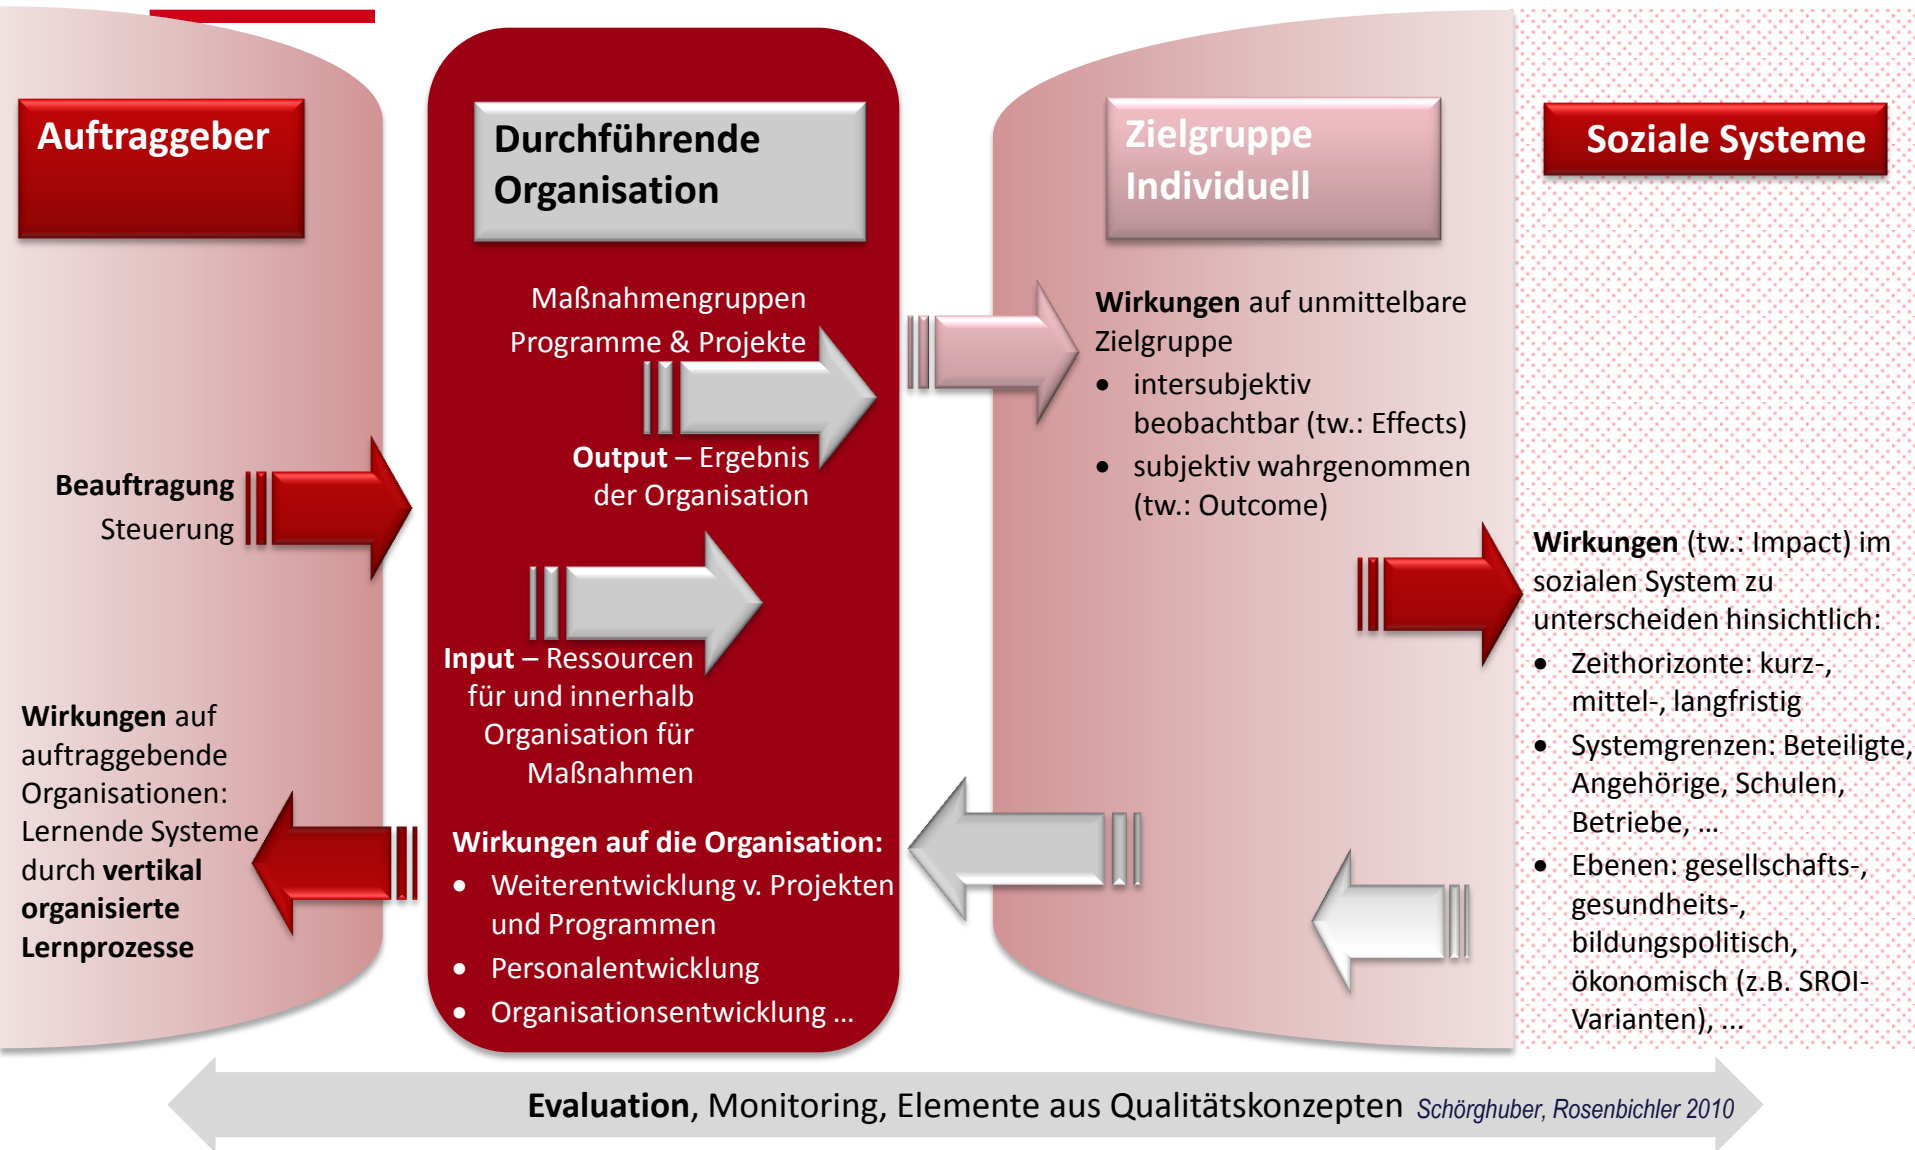 Auftraggeber
Beauftragung
Steuerung
Wirkungen auf
auftraggebende
Organisationen:
Lernende Systeme
durch vertikal
organisierte
Lernprozesse
Durchführende
Organisation
Maßnahmengruppen
Programme & Projekte
Output – Ergebnis
der Organisation
Input – Ressourcen
für und innerhalb
Organisation für
Maßnahmen
Wirkungen auf die Organisation:
• Weiterentwicklung v. Projekten
und Programmen
• Personalentwicklung
• Organisationsentwicklung ...
Zielgruppe
Individuell
Wirkungen auf unmittelbare
Zielgruppe
• intersubjektiv
beobachtbar (tw.: Effects)
• subjektiv wahrgenommen
(tw.: Outcome)
Soziale Systeme
Wirkungen (tw.: Impact) im
sozialen System zu
unterscheiden hinsichtlich:
• Zeithorizonte: kurz-,
mittel-, langfristig
• Systemgrenzen: Beteiligte,
Angehörige, Schulen,
Betriebe, ...
• Ebenen: gesellschafts-,
gesundheits-,
bildungspolitisch,
ökonomisch (z.B. SROI-
Varianten), ...
Evaluation, Monitoring, Elemente aus Qualitätskonzepten Schörghuber, Rosenbichler 2010